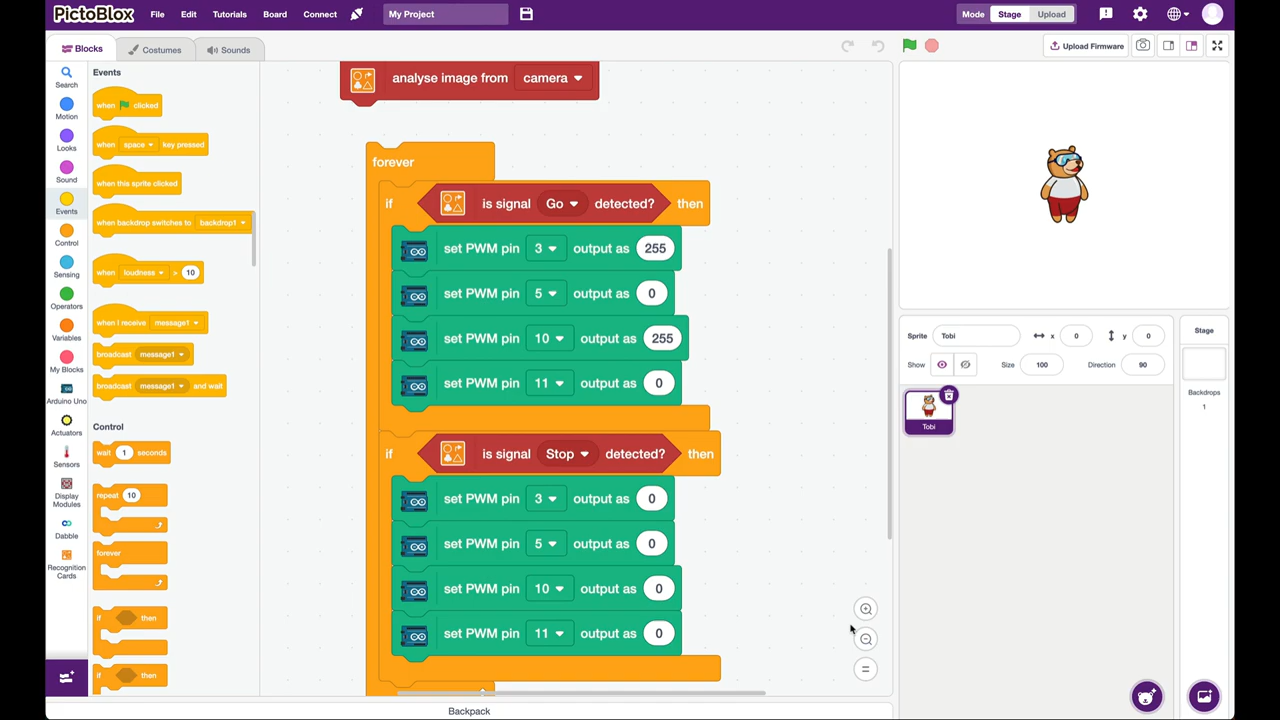 PictoBlox File Edit Tutorials Board Connect My Project Mode Stage Upload
Blocks Costumes Sounds Upload Firmware
Search
Motion
Looks
Sound
Events
Control
Sensing
Operators
Variables
My Blocks
Arduino Uno
Actuators
Sensors
Display
Modules
Dabble
Recognition
Cards
Events
when clicked
when space key pressed
when this sprite clicked
when backdrop switches to backdrop1
when loudness > 10
when I receive message1
broadcast message1
broadcast message1 and wait
Control
wait 1 seconds
repeat 10
forever
if then
if then
analyse image from camera
forever
if is signal Go detected? then
set PWM pin 3 output as 255
set PWM pin 5 output as 0
set PWM pin 10 output as 255
set PWM pin 11 output as 0
if is signal Stop detected? then
set PWM pin 3 output as 0
set PWM pin 5 output as 0
set PWM pin 10 output as 0
set PWM pin 11 output as 0
Backpack
Sprite Tobi x 0 y 0
Show Size 100 Direction 90
Tobi
Stage
Backdrops
1